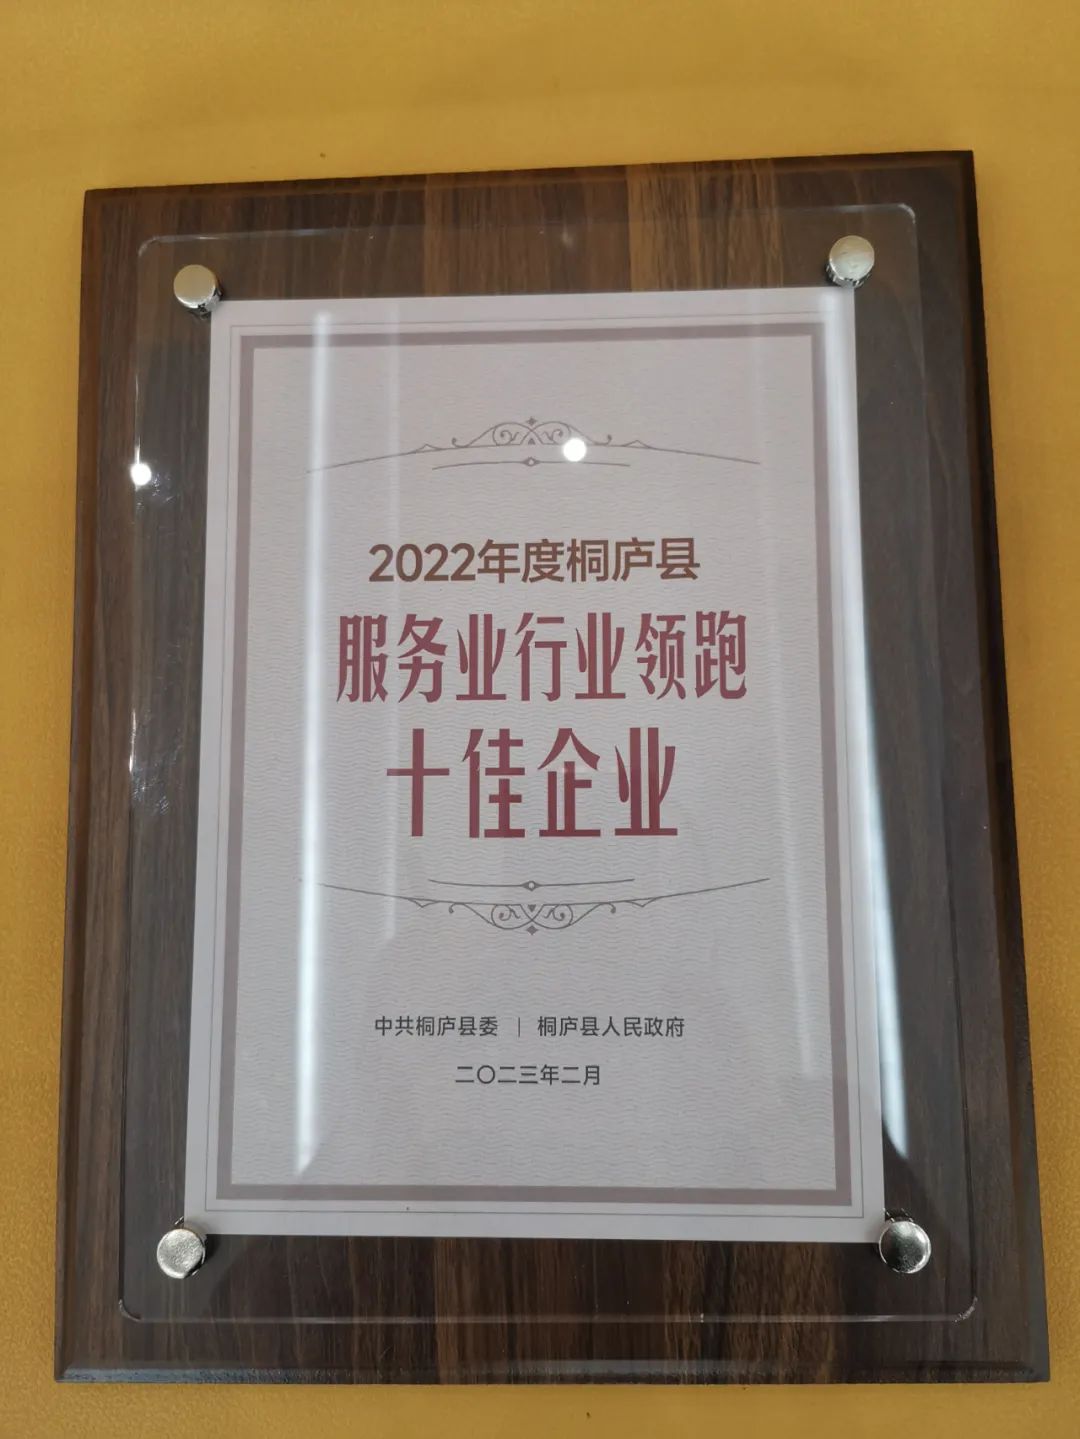 2022年度桐庐县
服务业行业领跑
十佳企业
中共桐庐县委 | 桐庐县人民政府
二〇二三年二月